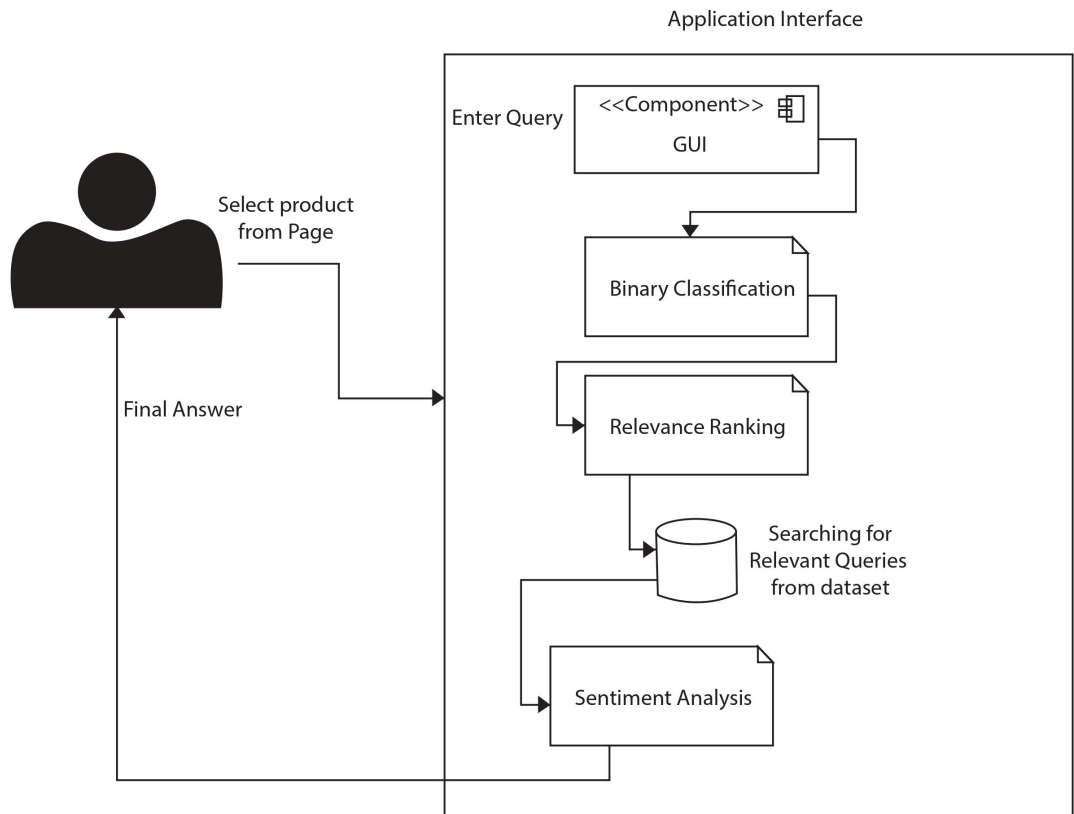 Application Interface
Enter Query
<<Component>>
GUI
Select product
from Page
Binary Classification
Relevance Ranking
Final Answer
Searching for
Relevant Queries
from dataset
Sentiment Analysis